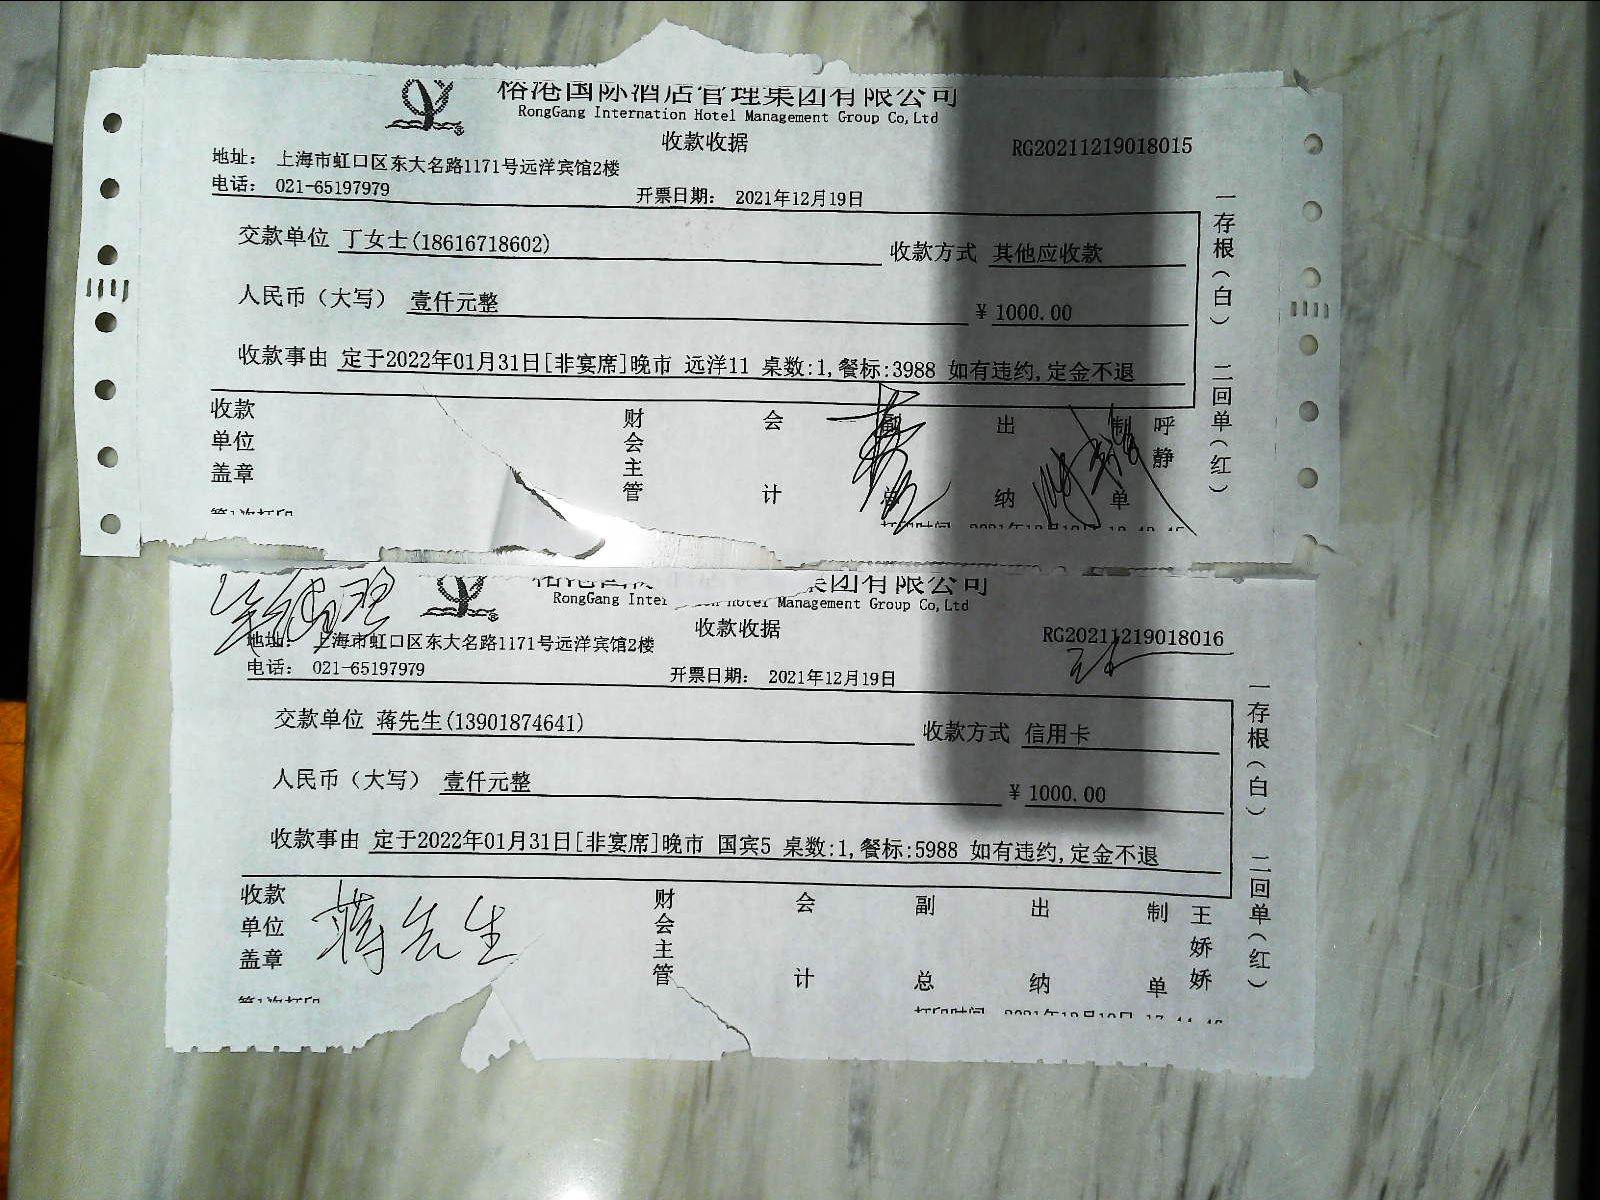 榕港国际酒店管理集团有限公司
RongGang Internation Hotel Management Group Co,Ltd
收款收据
RG20211219018015
地址： 上海市虹口区东大名路1171号远洋宾馆2楼
电话： 021-65197979
开票日期： 2021年12月19日
交款单位 丁女士(18616718602)
收款方式 其他应收款
人民币（大写） 壹仟元整
¥ 1000.00
收款事由 定于2022年01月31日[非宴席]晚市 远洋11 桌数:1,餐标:3988 如有违约,定金不退
一存根（白） 二回单（红）
收款单位盖章
财会主管
会计
副总
出纳
制单
呼静
第1次打印
集团有限公司
RongGang Internation Hotel Management Group Co,Ltd
收款收据
RG20211219018016
地址： 上海市虹口区东大名路1171号远洋宾馆2楼
电话： 021-65197979
开票日期： 2021年12月19日
交款单位 蒋先生(13901874641)
收款方式 信用卡
人民币（大写） 壹仟元整
¥ 1000.00
收款事由 定于2022年01月31日[非宴席]晚市 国宾5 桌数:1,餐标:5988 如有违约,定金不退
一存根（白） 二回单（红）
收款单位盖章
蒋先生
财会主管
会计
副总
出纳
制单
王娇娇
第1次打印